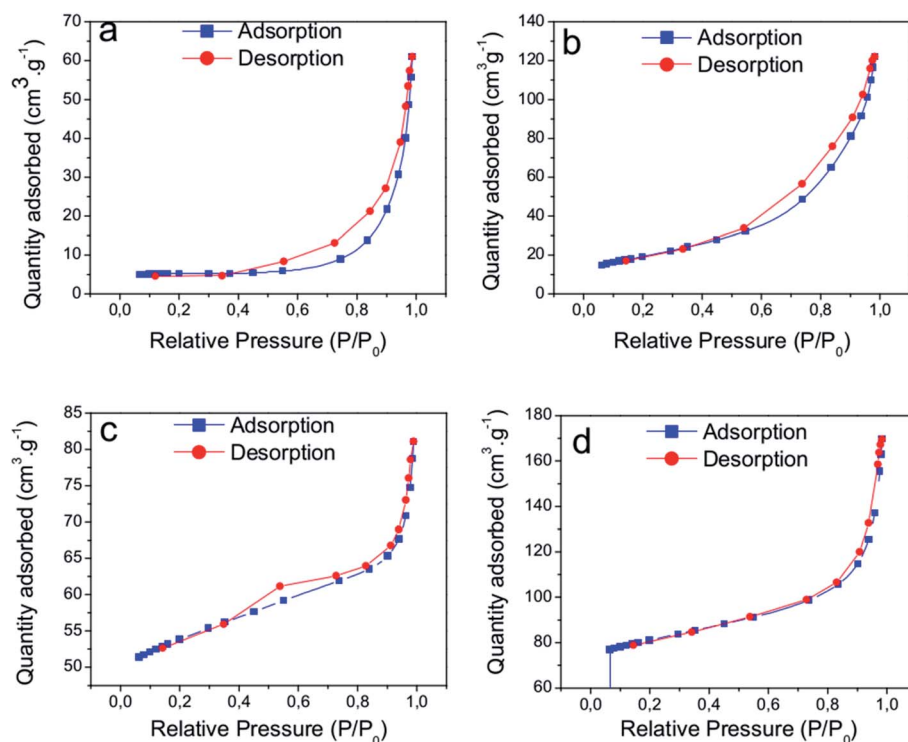 a
Adsorption
Desorption
Quantity adsorbed (cm³.g⁻¹)
70
60
50
40
30
20
10
0
0,0 0,2 0,4 0,6 0,8 1,0
Relative Pressure (P/P₀)
b
Adsorption
Desorption
Quantity adsorbed (cm³g⁻¹)
140
120
100
80
60
40
20
0
0,0 0,2 0,4 0,6 0,8 1,0
Relative Pressure (P/P₀)
c
Adsorption
Desorption
Quantity adsorbed (cm³.g⁻¹)
85
80
75
70
65
60
55
50
0,0 0,2 0,4 0,6 0,8 1,0
Relative Pressure (P/P₀)
d
Adsorption
Desorption
Quantity adsorbed (cm³.g⁻¹)
180
160
140
120
100
80
60
0,0 0,2 0,4 0,6 0,8 1,0
Relative Pressure (P/P₀)